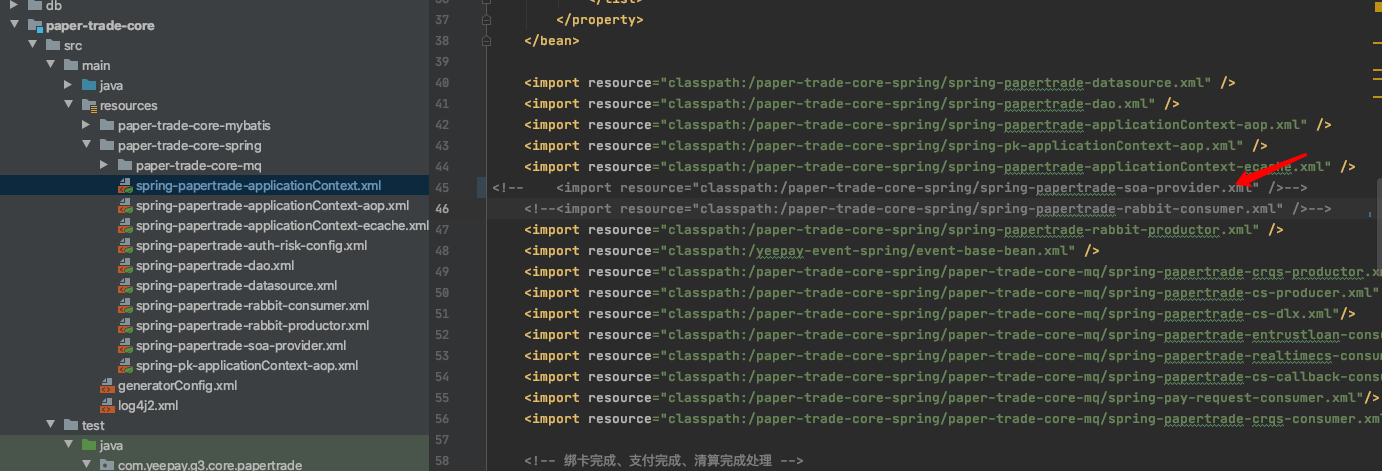 db
paper-trade-core
src
main
java
resources
paper-trade-core-mybatis
paper-trade-core-spring
paper-trade-core-mq
spring-papertrade-applicationContext.xml
spring-papertrade-applicationContext-aop.xml
spring-papertrade-applicationContext-ecache.xml
spring-papertrade-auth-risk-config.xml
spring-papertrade-dao.xml
spring-papertrade-datasource.xml
spring-papertrade-rabbit-consumer.xml
spring-papertrade-rabbit-productor.xml
spring-papertrade-soa-provider.xml
spring-pk-applicationContext-aop.xml
generatorConfig.xml
log4j2.xml
test
java
com.yeepay.g3.core.papertrade
37 </property>
38 </bean>
39
40 <import resource="classpath:/paper-trade-core-spring/spring-papertrade-datasource.xml" />
41 <import resource="classpath:/paper-trade-core-spring/spring-papertrade-dao.xml" />
42 <import resource="classpath:/paper-trade-core-spring/spring-papertrade-applicationContext-aop.xml" />
43 <import resource="classpath:/paper-trade-core-spring/spring-pk-applicationContext-aop.xml" />
44 <import resource="classpath:/paper-trade-core-spring/spring-papertrade-applicationContext-ecache.xml" />
45 <!-- <import resource="classpath:/paper-trade-core-spring/spring-papertrade-soa-provider.xml" />-->
46 <!--<import resource="classpath:/paper-trade-core-spring/spring-papertrade-rabbit-consumer.xml" />-->
47 <import resource="classpath:/paper-trade-core-spring/spring-papertrade-rabbit-productor.xml" />
48 <import resource="classpath:/yeepay-event-spring/event-base-bean.xml" />
49 <import resource="classpath:/paper-trade-core-spring/paper-trade-core-mq/spring-papertrade-crqs-productor.xm
50 <import resource="classpath:/paper-trade-core-spring/paper-trade-core-mq/spring-papertrade-cs-producer.xml"
51 <import resource="classpath:/paper-trade-core-spring/paper-trade-core-mq/spring-papertrade-cs-dlx.xml"/>
52 <import resource="classpath:/paper-trade-core-spring/paper-trade-core-mq/spring-papertrade-entrustloan-consu
53 <import resource="classpath:/paper-trade-core-spring/paper-trade-core-mq/spring-papertrade-realtimecs-consum
54 <import resource="classpath:/paper-trade-core-spring/paper-trade-core-mq/spring-papertrade-cs-callback-consu
55 <import resource="classpath:/paper-trade-core-spring/paper-trade-core-mq/spring-pay-request-consumer.xml"/>
56 <import resource="classpath:/paper-trade-core-spring/paper-trade-core-mq/spring-papertrade-crqs-consumer.xml
57
58 <!-- 绑卡完成、支付完成、清算完成处理 -->